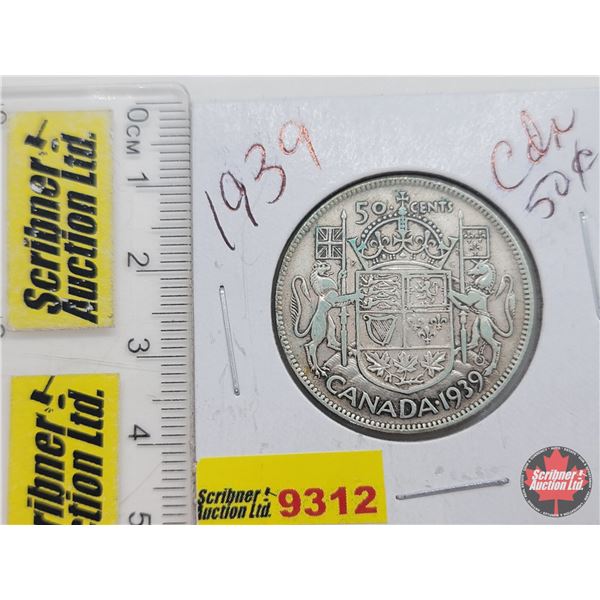 0CM 1 2 3 4 5
Scribner
Auction Ltd.
Scribner
Auction Ltd.
1939
Cdn
50¢
50 CENTS
CANADA·1939
Scribner
Auction Ltd. 9312
Scribner
Auction Ltd.